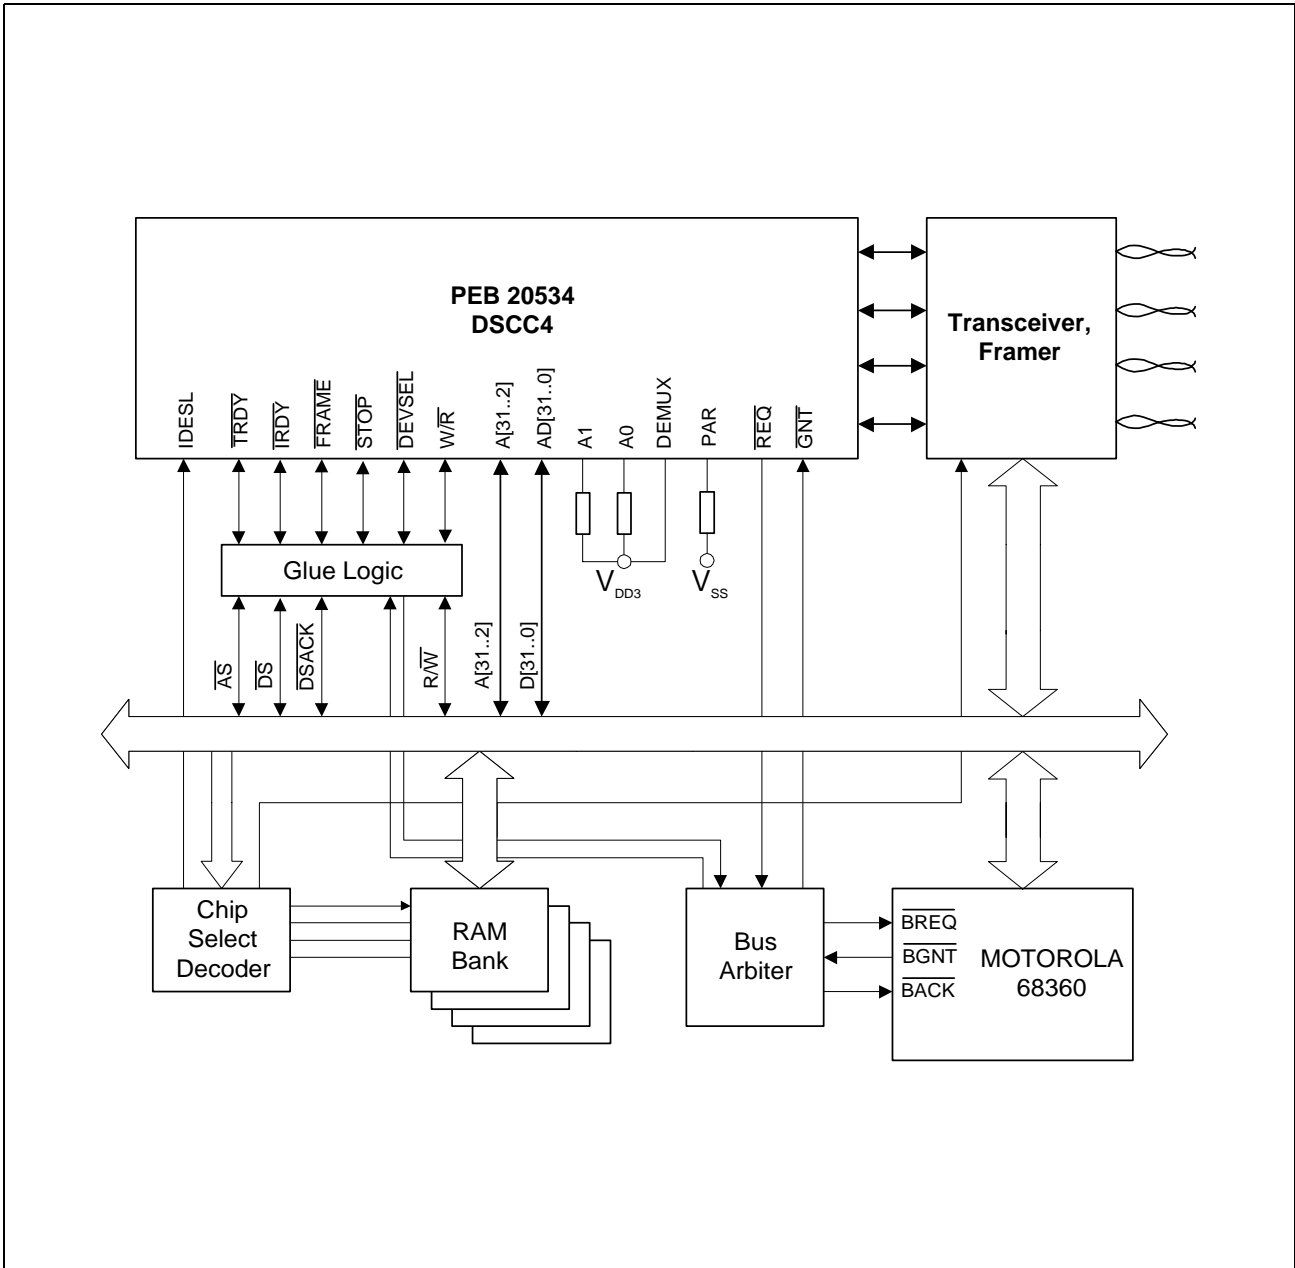 PEB 20534
DSCC4
Transceiver,
Framer
IDESL
TRDY
IRDY
FRAME
STOP
DEVSEL
W/R
A[31..2]
AD[31..0]
A1
A0
DEMUX
PAR
REQ
GNT
Glue Logic
VDD3
VSS
AS
DS
DSACK
R/W
A[31..2]
D[31..0]
Chip
Select
Decoder
RAM
Bank
Bus
Arbiter
BREQ
BGNT
BACK
MOTOROLA
68360